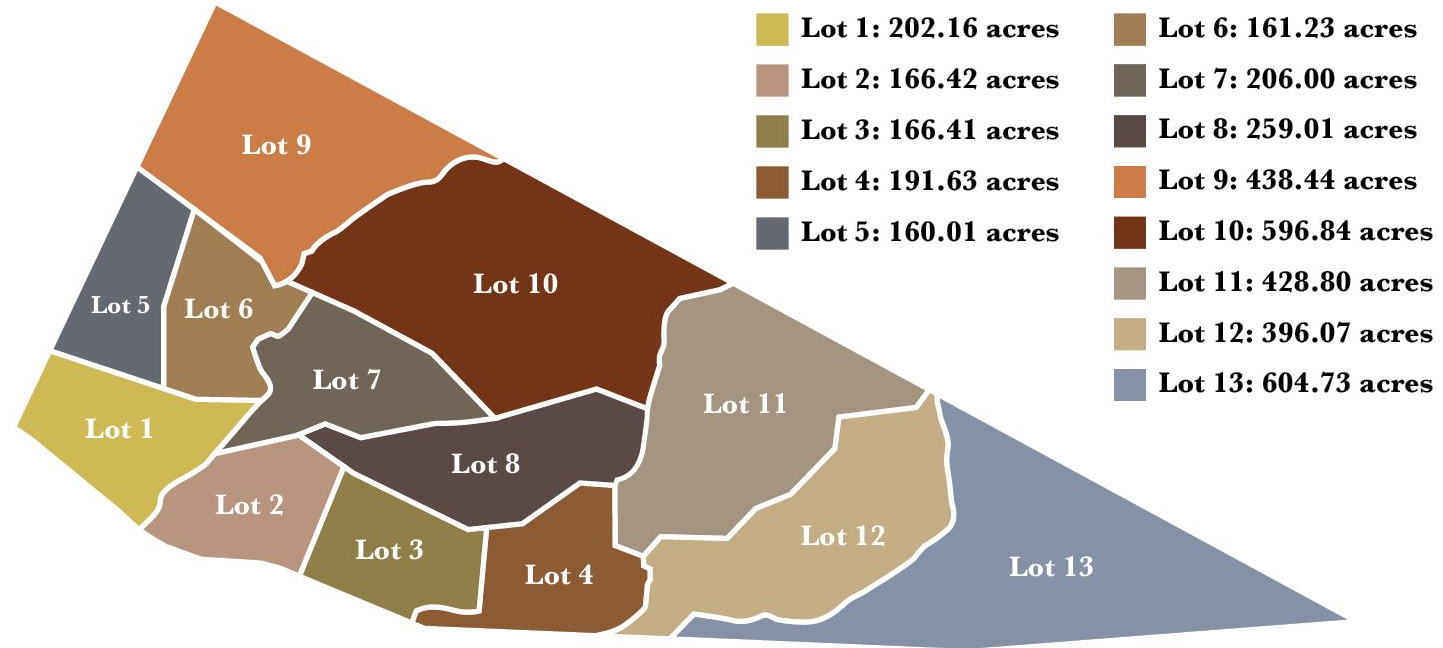 Lot 1: 202.16 acres
Lot 2: 166.42 acres
Lot 3: 166.41 acres
Lot 4: 191.63 acres
Lot 5: 160.01 acres
Lot 6: 161.23 acres
Lot 7: 206.00 acres
Lot 8: 259.01 acres
Lot 9: 438.44 acres
Lot 10: 596.84 acres
Lot 11: 428.80 acres
Lot 12: 396.07 acres
Lot 13: 604.73 acres
Lot 9
Lot 10
Lot 5
Lot 6
Lot 7
Lot 11
Lot 1
Lot 8
Lot 2
Lot 12
Lot 3
Lot 13
Lot 4